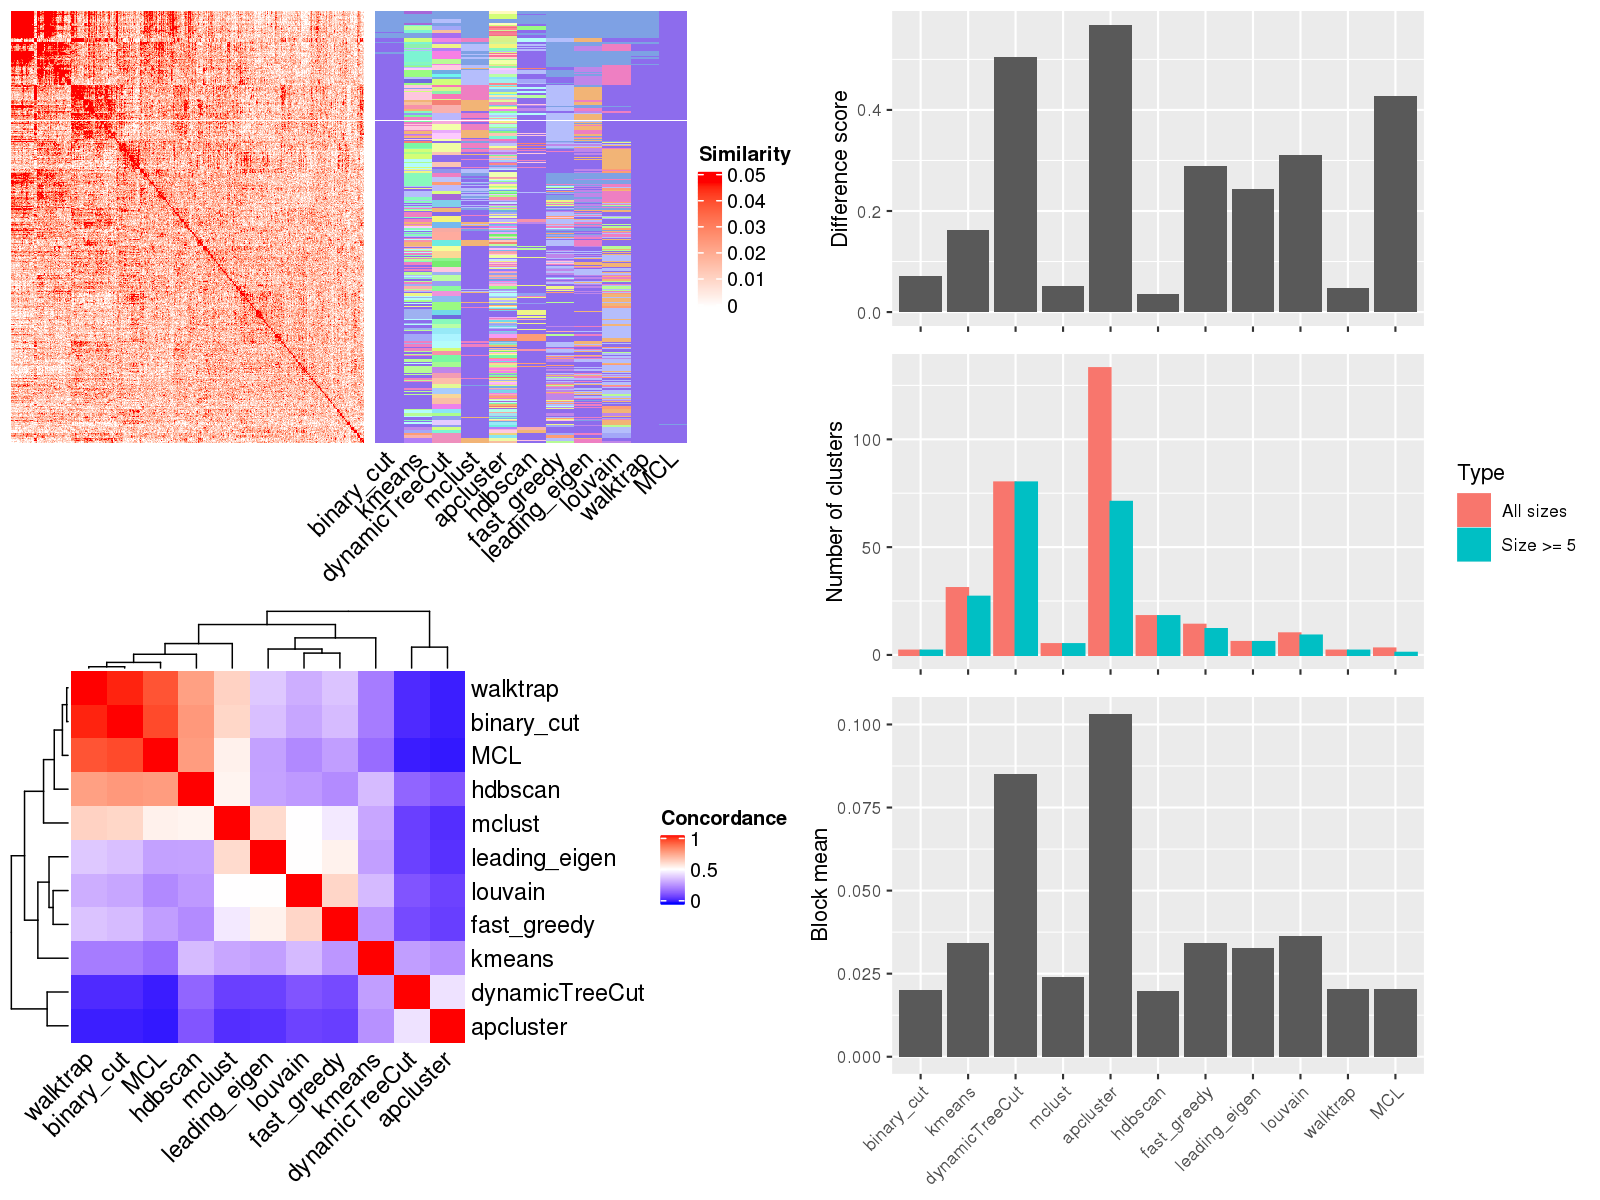 Similarity
0.05
0.04
0.03
0.02
0.01
0
binary_cut
kmeans
dynamicTreeCut
mclust
apcluster
hdbscan
fast_greedy
leading_eigen
louvain
walktrap
MCL
walktrap
binary_cut
MCL
hdbscan
mclust
leading_eigen
louvain
fast_greedy
kmeans
dynamicTreeCut
apcluster
walktrap
binary_cut
MCL
hdbscan
mclust
leading_eigen
louvain
fast_greedy
kmeans
dynamicTreeCut
apcluster
Concordance
1
0.5
0
Difference score
0.4
0.2
0.0
Number of clusters
100
50
0
Type
All sizes
Size >= 5
Block mean
0.100
0.075
0.050
0.025
0.000
binary_cut
kmeans
dynamicTreeCut
mclust
apcluster
hdbscan
fast_greedy
leading_eigen
louvain
walktrap
MCL